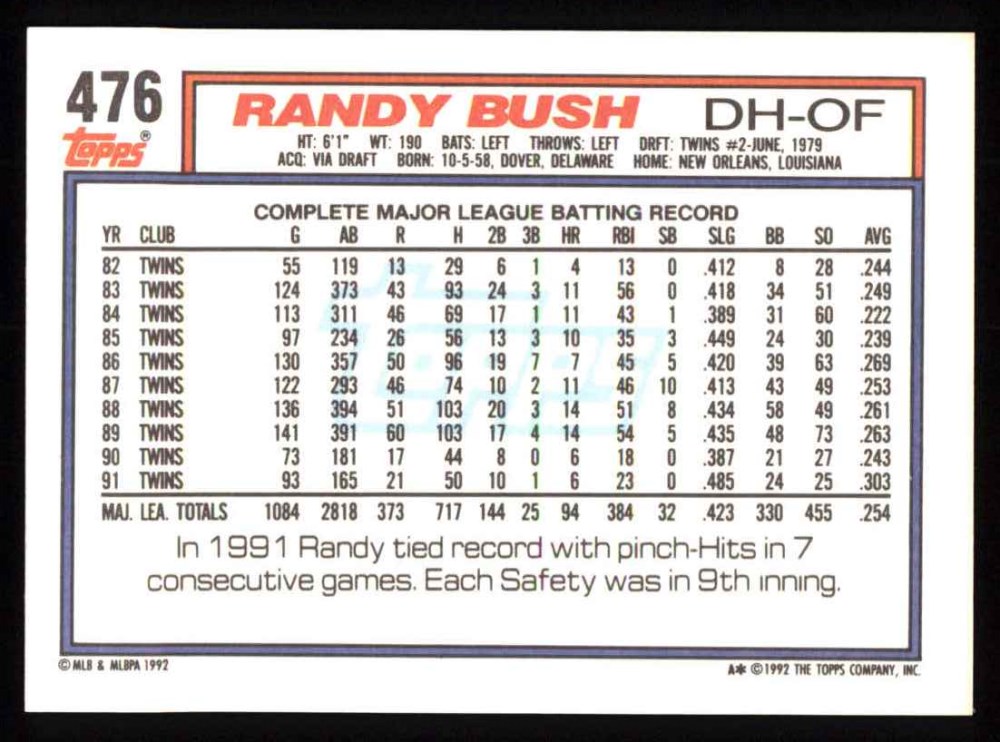 476
Topps®
RANDY BUSH DH-OF
HT: 6'1" WT: 190 BATS: LEFT THROWS: LEFT DRFT: TWINS #2-JUNE, 1979
ACQ: VIA DRAFT BORN: 10-5-58, DOVER, DELAWARE HOME: NEW ORLEANS, LOUISIANA
COMPLETE MAJOR LEAGUE BATTING RECORD
YR CLUB G AB R H 2B 3B HR RBI SB SLG BB SO AVG
82 TWINS 55 119 13 29 6 1 4 13 0 .412 8 28 .244
83 TWINS 124 373 43 93 24 3 11 56 0 .418 34 51 .249
84 TWINS 113 311 46 69 17 1 11 43 1 .389 31 60 .222
85 TWINS 97 234 26 56 13 3 10 35 3 .449 24 30 .239
86 TWINS 130 357 50 96 19 7 7 45 5 .420 39 63 .269
87 TWINS 122 293 46 74 10 2 11 46 10 .413 43 49 .253
88 TWINS 136 394 51 103 20 3 14 51 8 .434 58 49 .261
89 TWINS 141 391 60 103 17 4 14 54 5 .435 48 73 .263
90 TWINS 73 181 17 44 8 0 6 18 0 .387 21 27 .243
91 TWINS 93 165 21 50 10 1 6 23 0 .485 24 25 .303
MAJ. LEA. TOTALS 1084 2818 373 717 144 25 94 384 32 .423 330 455 .254
Topps
In 1991 Randy tied record with pinch-Hits in 7
consecutive games. Each Safety was in 9th inning.
© MLB & MLBPA 1992
A* © 1992 THE TOPPS COMPANY, INC.